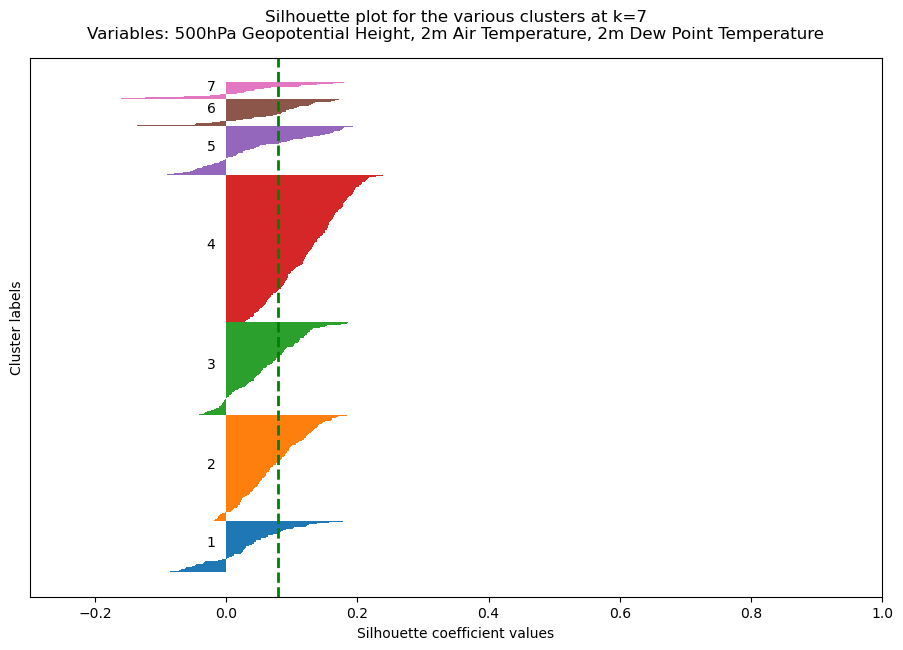 Silhouette plot for the various clusters at k=7
Variables: 500hPa Geopotential Height, 2m Air Temperature, 2m Dew Point Temperature
7
6
5
4
3
2
1
Cluster labels
−0.2 0.0 0.2 0.4 0.6 0.8 1.0
Silhouette coefficient values